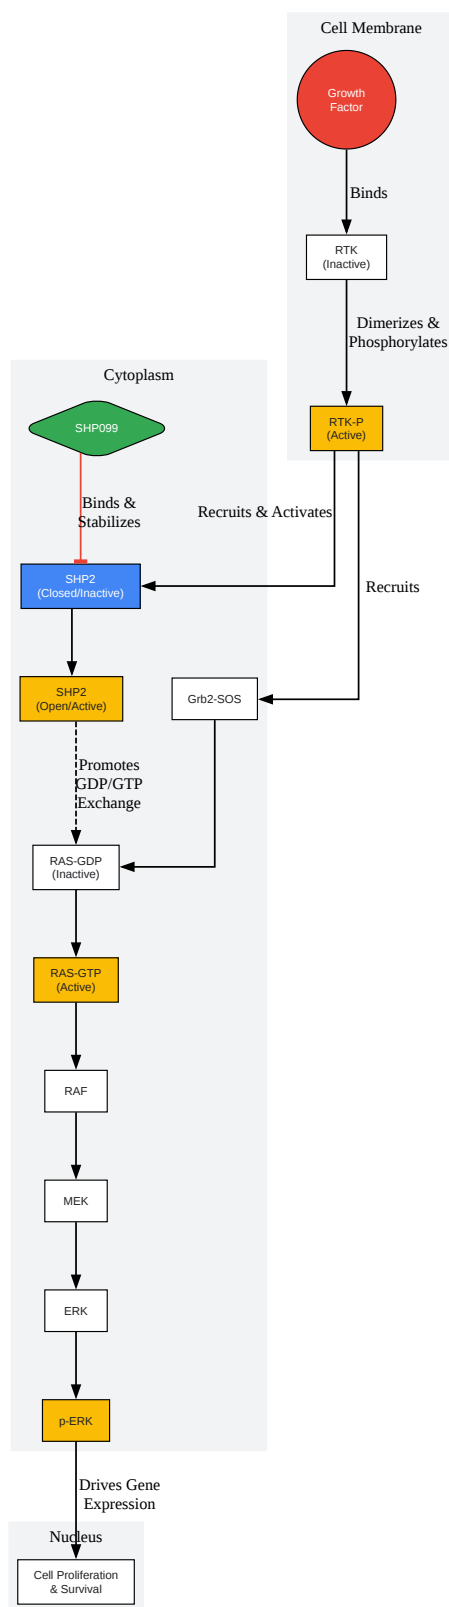 Cell Membrane
Growth
Factor
Binds
RTK
(Inactive)
Dimerizes &
Phosphorylates
Cytoplasm
RTK-P
(Active)
SHP099
Binds &
Stabilizes
Recruits & Activates
SHP2
(Closed/Inactive)
Recruits
SHP2
(Open/Active)
Grb2-SOS
Promotes
GDP/GTP
Exchange
RAS-GDP
(Inactive)
RAS-GTP
(Active)
RAF
MEK
ERK
p-ERK
Drives Gene
Expression
Nucleus
Cell Proliferation
& Survival